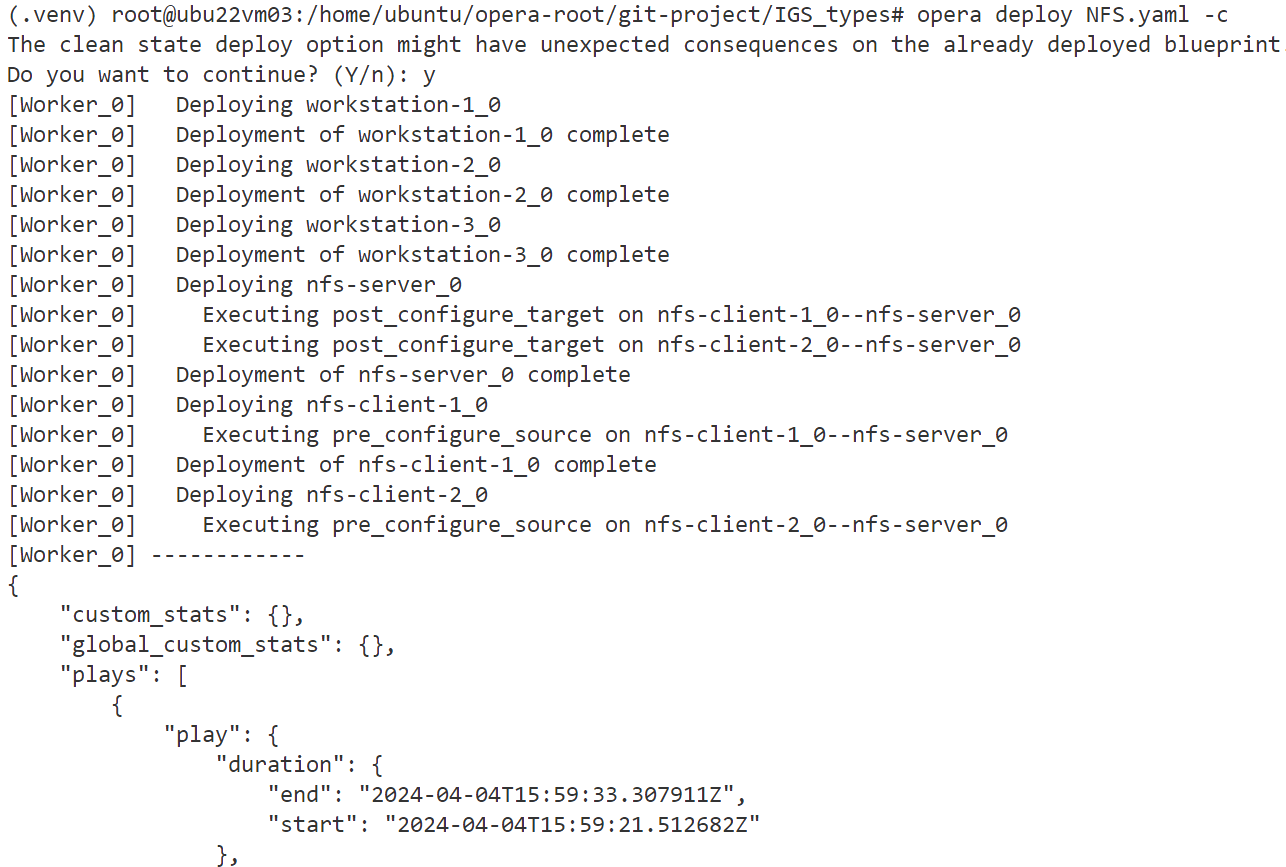 (.venv) root@ubu22vm03:/home/ubuntu/opera-root/git-project/IGS_types# opera deploy NFS.yaml -c
The clean state deploy option might have unexpected consequences on the already deployed blueprint
Do you want to continue? (Y/n): y
[Worker_0]   Deploying workstation-1_0
[Worker_0]   Deployment of workstation-1_0 complete
[Worker_0]   Deploying workstation-2_0
[Worker_0]   Deployment of workstation-2_0 complete
[Worker_0]   Deploying workstation-3_0
[Worker_0]   Deployment of workstation-3_0 complete
[Worker_0]   Deploying nfs-server_0
[Worker_0]     Executing post_configure_target on nfs-client-1_0--nfs-server_0
[Worker_0]     Executing post_configure_target on nfs-client-2_0--nfs-server_0
[Worker_0]   Deployment of nfs-server_0 complete
[Worker_0]   Deploying nfs-client-1_0
[Worker_0]     Executing pre_configure_source on nfs-client-1_0--nfs-server_0
[Worker_0]   Deployment of nfs-client-1_0 complete
[Worker_0]   Deploying nfs-client-2_0
[Worker_0]     Executing pre_configure_source on nfs-client-2_0--nfs-server_0
[Worker_0] ------------
{
    "custom_stats": {},
    "global_custom_stats": {},
    "plays": [
        {
            "play": {
                "duration": {
                    "end": "2024-04-04T15:59:33.307911Z",
                    "start": "2024-04-04T15:59:21.512682Z"
                },